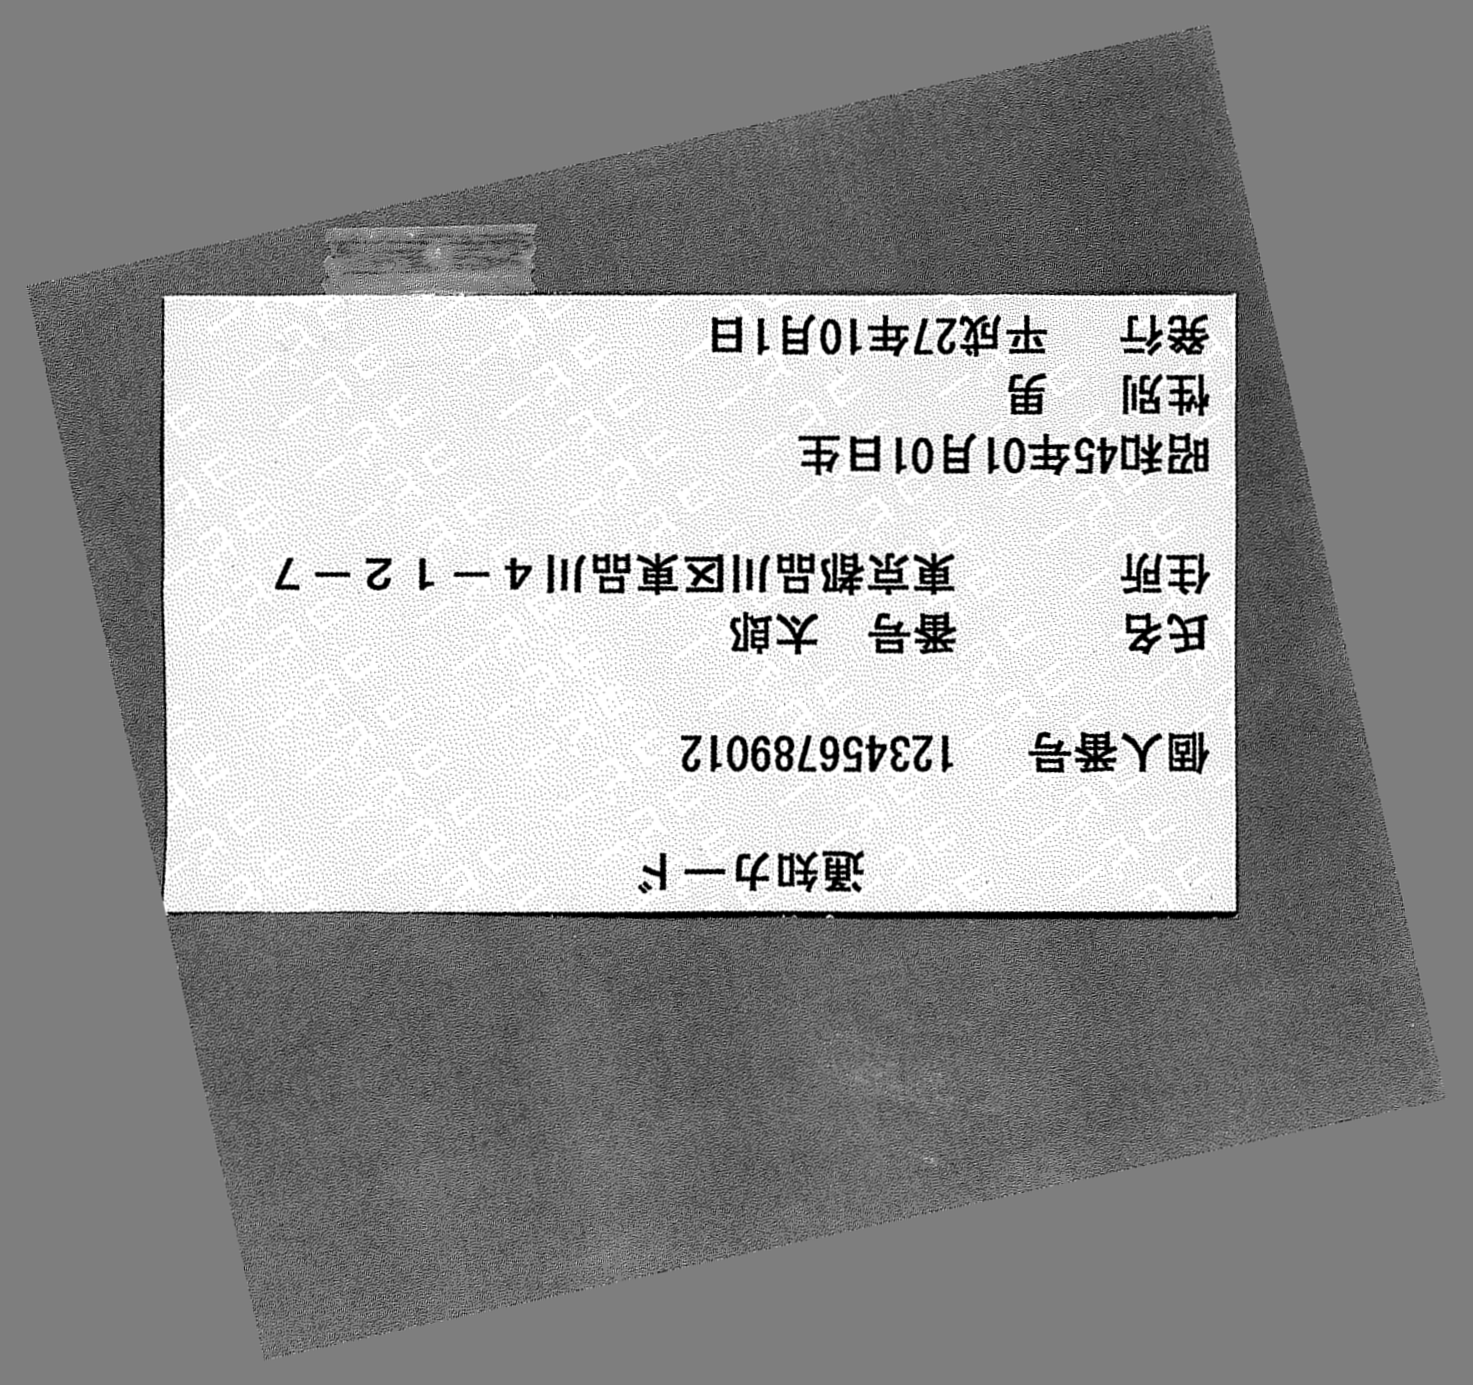 通知カード
個人番号 123456789012
氏名 番号 太郎
住所 東京都品川区東品川4－12－7
昭和45年01月01日生
性別 男
発行 平成27年10月1日